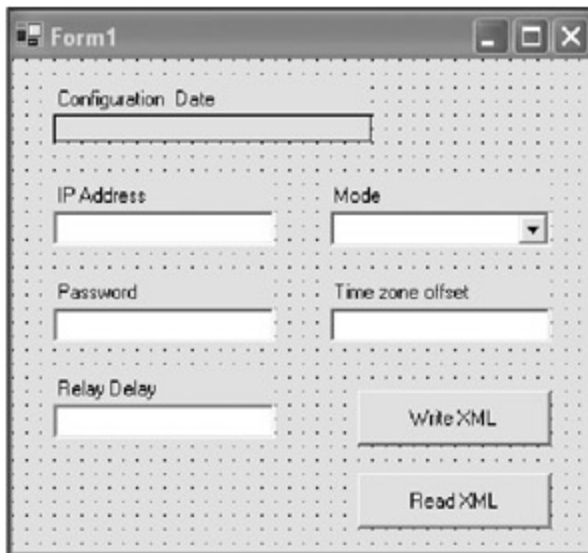 Form1
Configuration Date
IP Address
Mode
Password
Time zone offset
Relay Delay
Write XML
Read XML